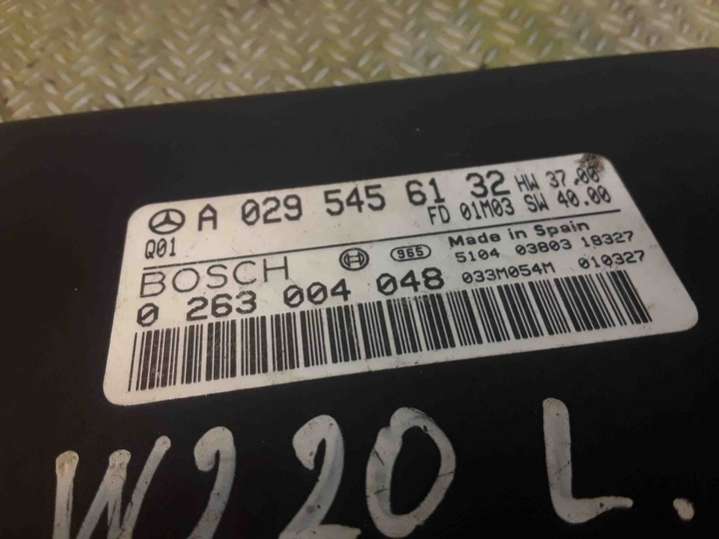 A 029 545 61 32 HW 37.00
Q01 FD 01M03 SW 40.00
BOSCH 965 Made in Spain
5104 03803 18327
0 263 004 048 033M054M 010327
W220 L.